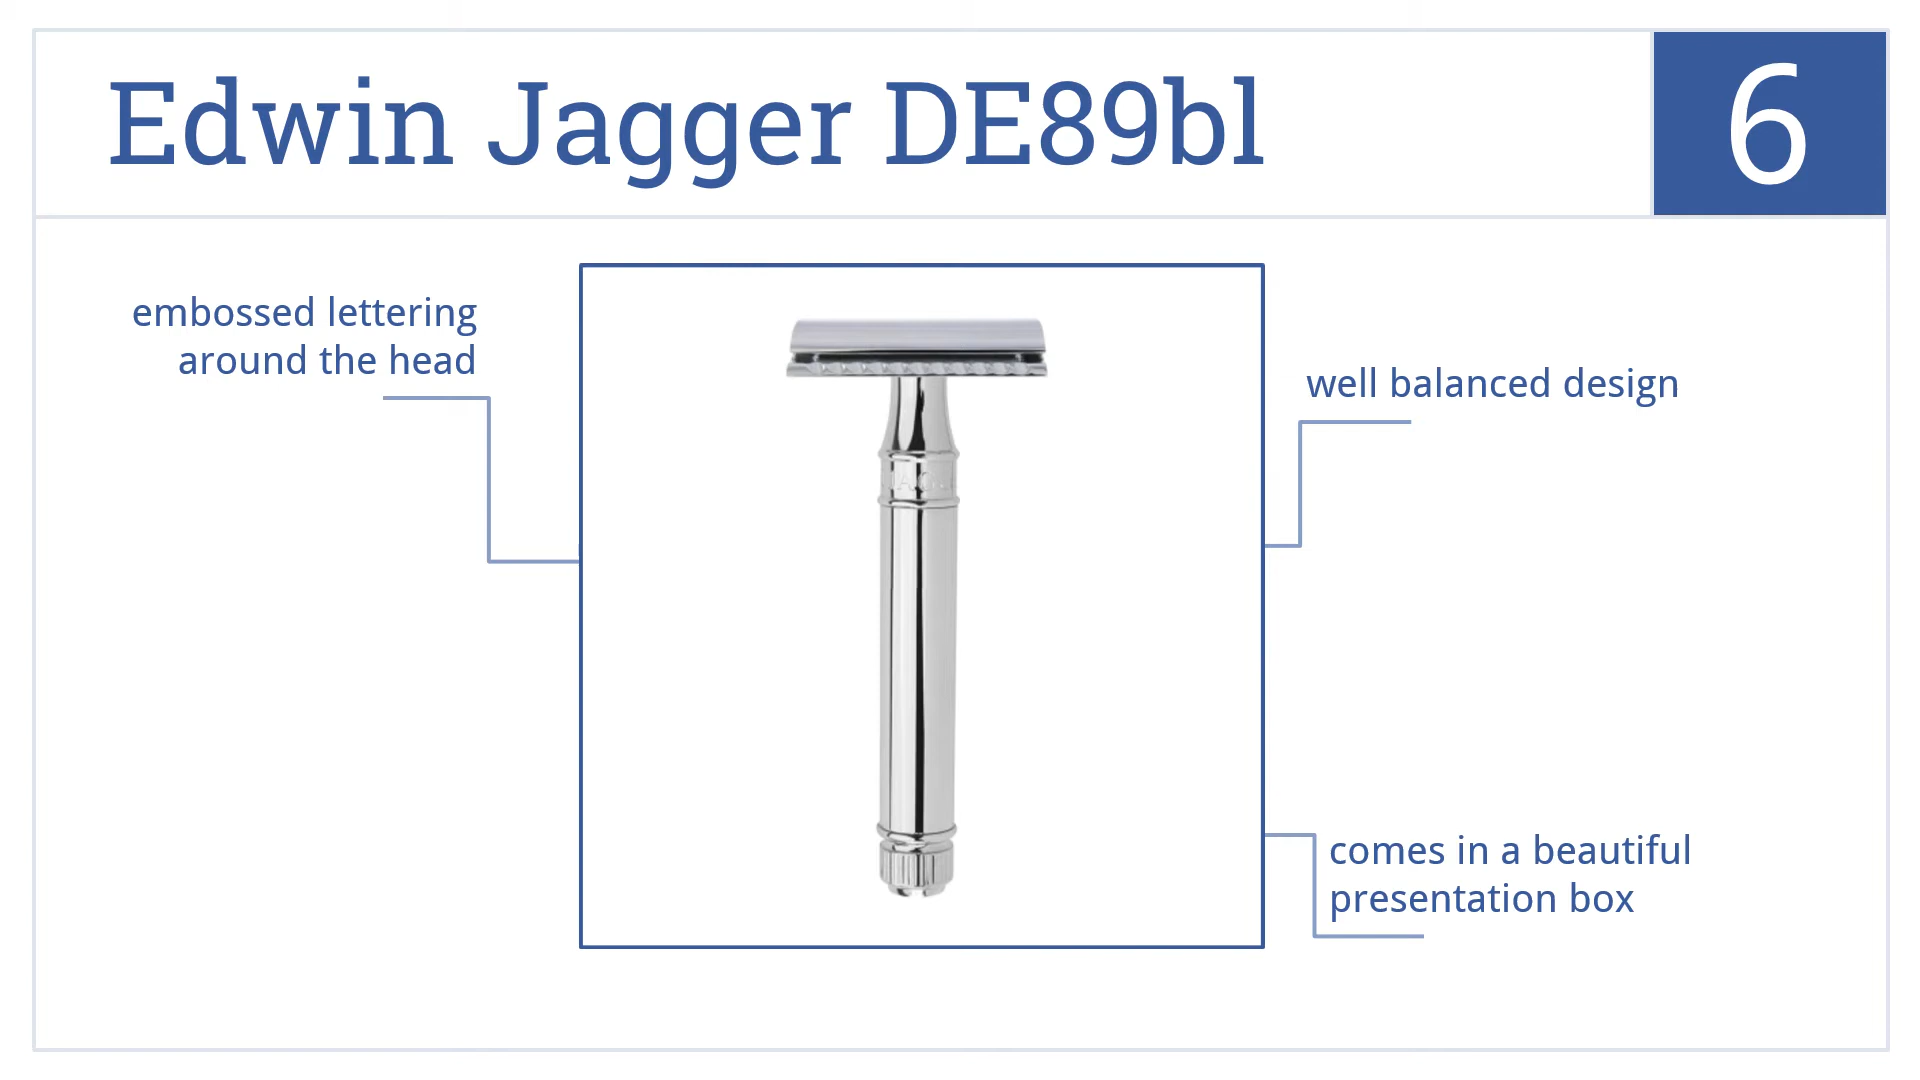 Edwin Jagger DE89bl
6
embossed lettering
around the head
well balanced design
comes in a beautiful
presentation box